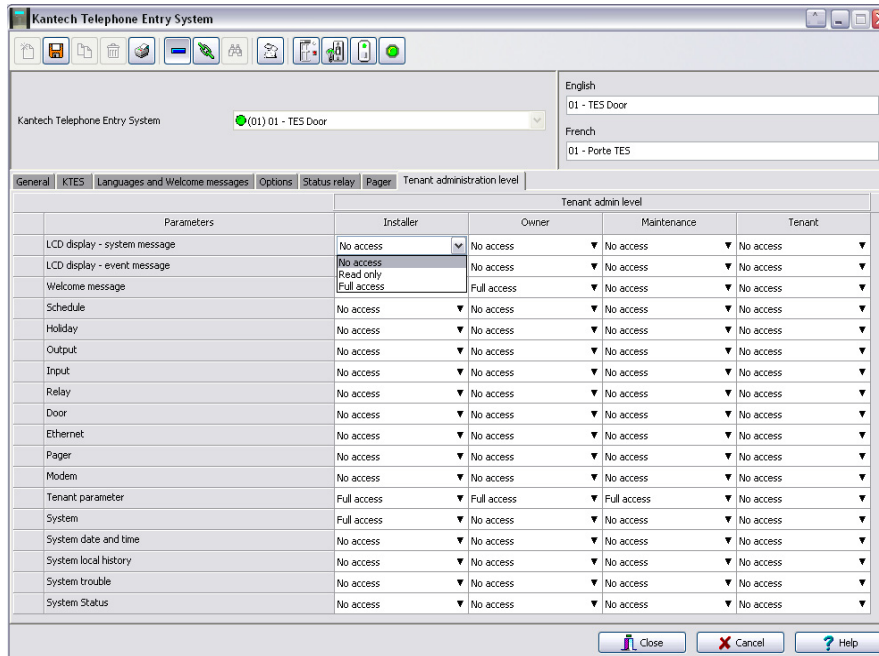 Kantech Telephone Entry System
English
01 - TES Door
Kantech Telephone Entry System (01) 01 - TES Door
French
01 - Porte TES
General KTES Languages and Welcome messages Options Status relay Pager Tenant administration level
Tenant admin level
Parameters Installer Owner Maintenance Tenant
LCD display - system message No access No access No access No access
LCD display - event message No access No access No access No access
Read only
Welcome message Full access Full access No access No access
Schedule No access No access No access No access
Holiday No access No access No access No access
Output No access No access No access No access
Input No access No access No access No access
Relay No access No access No access No access
Door No access No access No access No access
Ethernet No access No access No access No access
Pager No access No access No access No access
Modem No access No access No access No access
Tenant parameter Full access Full access Full access No access
System Full access No access No access No access
System date and time No access No access No access No access
System local history No access No access No access No access
System trouble No access No access No access No access
System Status No access No access No access No access
Close Cancel ? Help